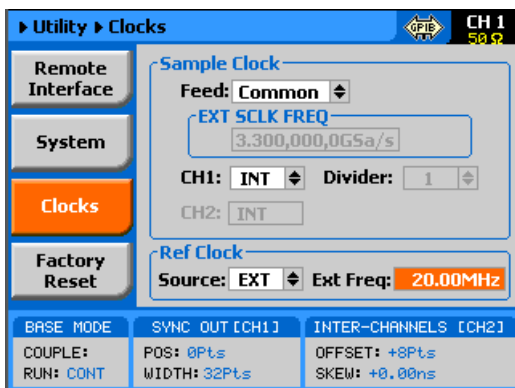 Utility Clocks
GPIB
CH 1
50 Ω
Remote
Interface
System
Clocks
Factory
Reset
Sample Clock
Feed: Common
EXT SCLK FREQ
3.300,000,0GSa/s
CH1: INT Divider: 1
CH2: INT
Ref Clock
Source: EXT Ext Freq: 20.00MHz
BASE MODE
COUPLE:
RUN: CONT
SYNC OUT [CH1]
POS: 0Pts
WIDTH: 32Pts
INTER-CHANNELS [CH2]
OFFSET: +8Pts
SKEW: +0.00ns